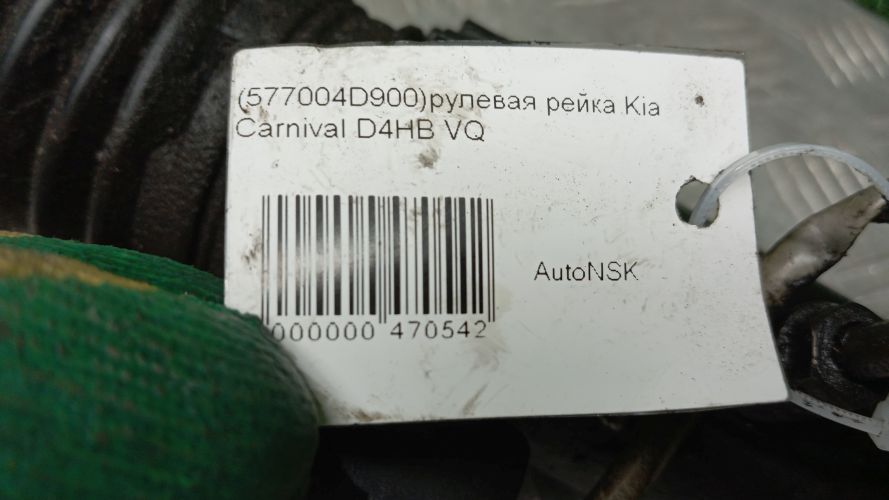 (577004D900)рулевая рейка Kia
Carnival D4HB VQ
AutoNSK
000000 470542